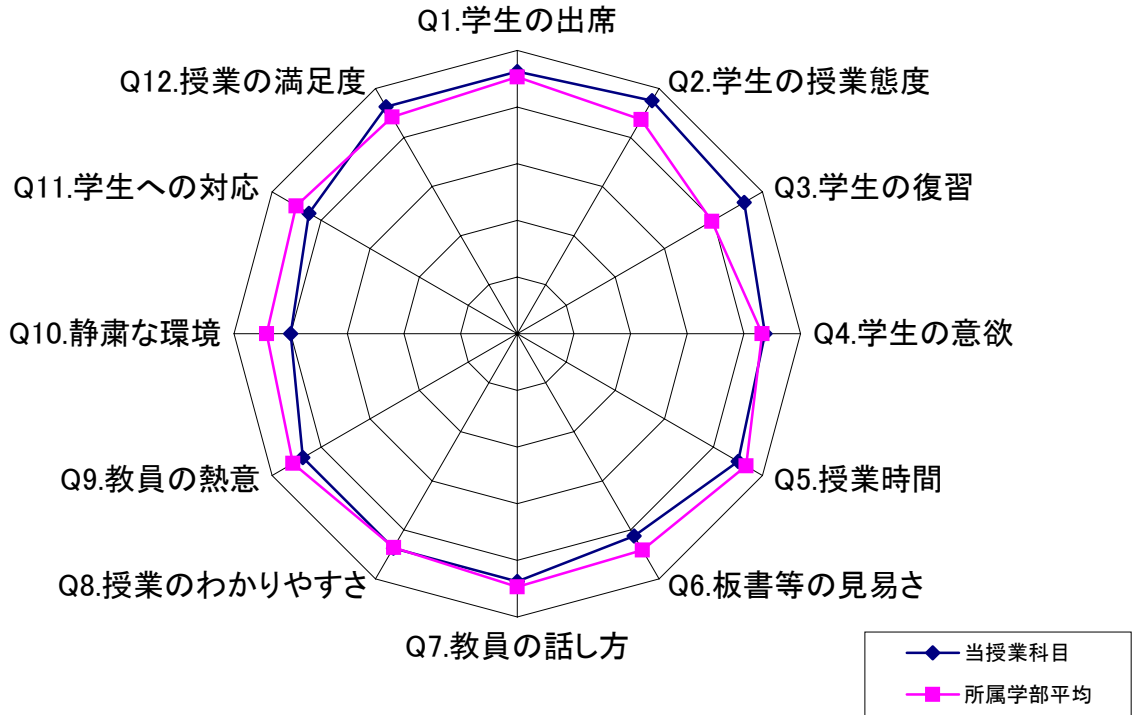 Q1.学生の出席
Q2.学生の授業態度
Q3.学生の復習
Q4.学生の意欲
Q5.授業時間
Q6.板書等の見易さ
Q7.教員の話し方
Q8.授業のわかりやすさ
Q9.教員の熱意
Q10.静粛な環境
Q11.学生への対応
Q12.授業の満足度
当授業科目
所属学部平均